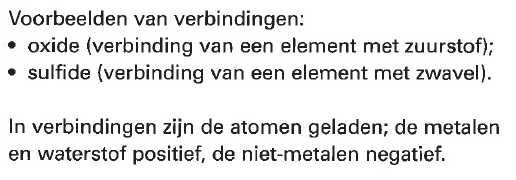 Voorbeelden van verbindingen:
• oxide (verbinding van een element met zuurstof);
• sulfide (verbinding van een element met zwavel).
In verbindingen zijn de atomen geladen; de metalen
en waterstof positief, de niet-metalen negatief.